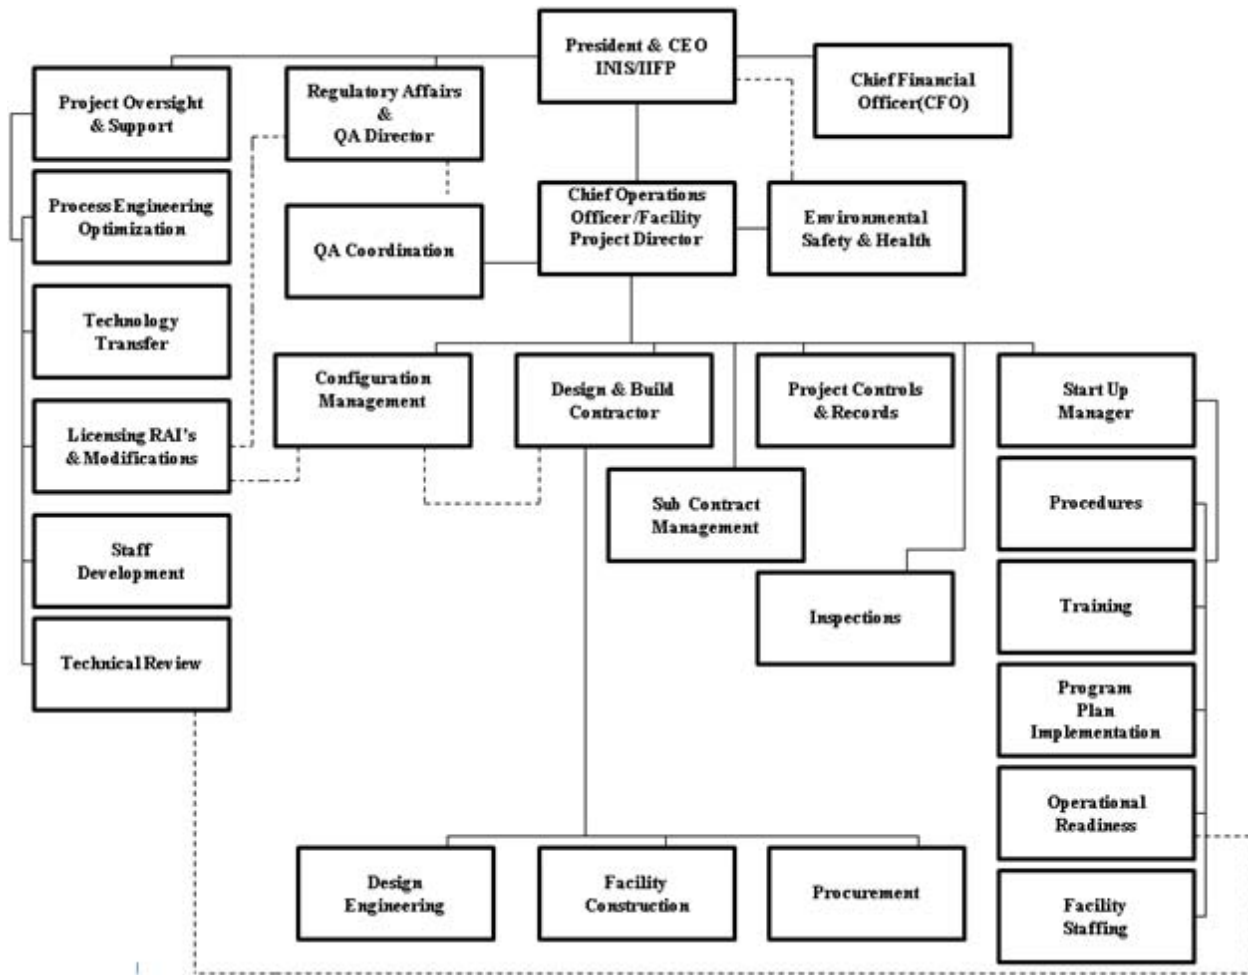 President & CEO
INIS/IIFP
Chief Financial
Officer(CFO)
Project Oversight
& Support
Regulatory Affairs
&
QA Director
Process Engineering
Optimization
QA Coordination
Chief Operations
Officer/Facility
Project Director
Environmental
Safety & Health
Technology
Transfer
Configuration
Management
Design & Build
Contractor
Project Controls
& Records
Start Up
Manager
Licensing RAI's
& Modifications
Sub Contract
Management
Procedures
Staff
Development
Inspections
Training
Technical Review
Program
Plan
Implementation
Operational
Readiness
Design
Engineering
Facility
Construction
Procurement
Facility
Staffing